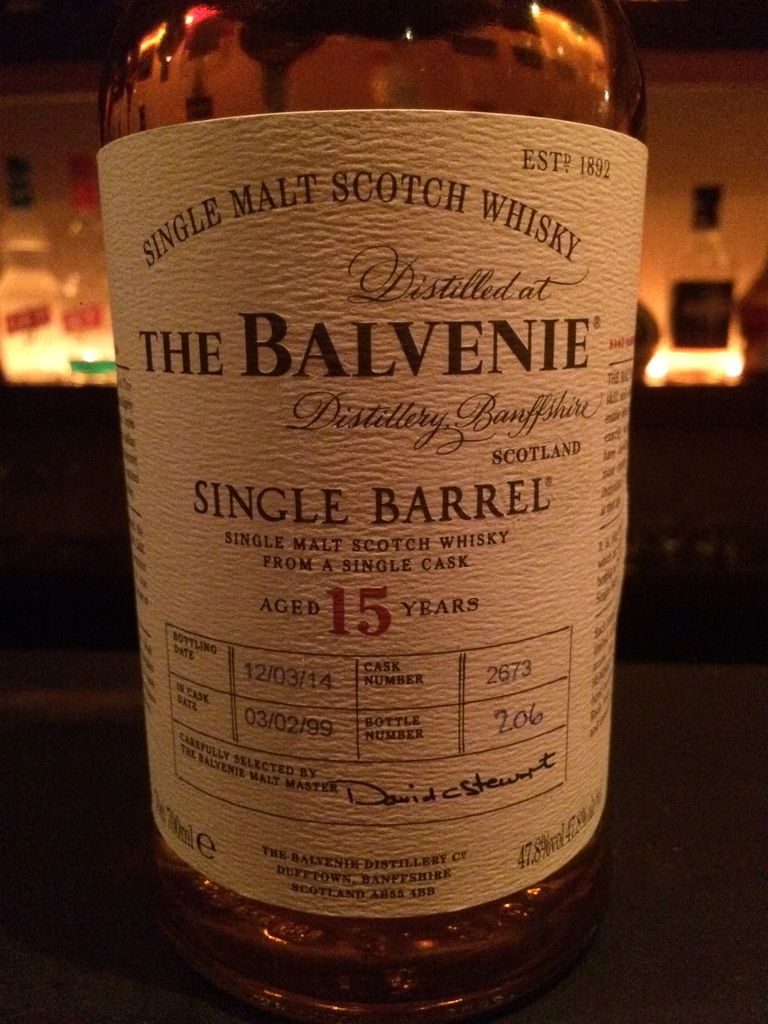 ESTD 1892
SINGLE MALT SCOTCH WHISKY
Distilled at
THE BALVENIE®
Distillery, Banffshire
SCOTLAND
SINGLE BARREL®
SINGLE MALT SCOTCH WHISKY
FROM A SINGLE CASK
AGED 15 YEARS
BOTTLING DATE 12/03/14 CASK NUMBER 2673
IN CASK DATE 03/02/99 BOTTLE NUMBER 206
CAREFULLY SELECTED BY
THE BALVENIE MALT MASTER David C Stewart
700ml e
47.8%vol 47.8%
THE BALVENIE DISTILLERY Co
DUFFTOWN, BANFFSHIRE
SCOTLAND AB55 4BB